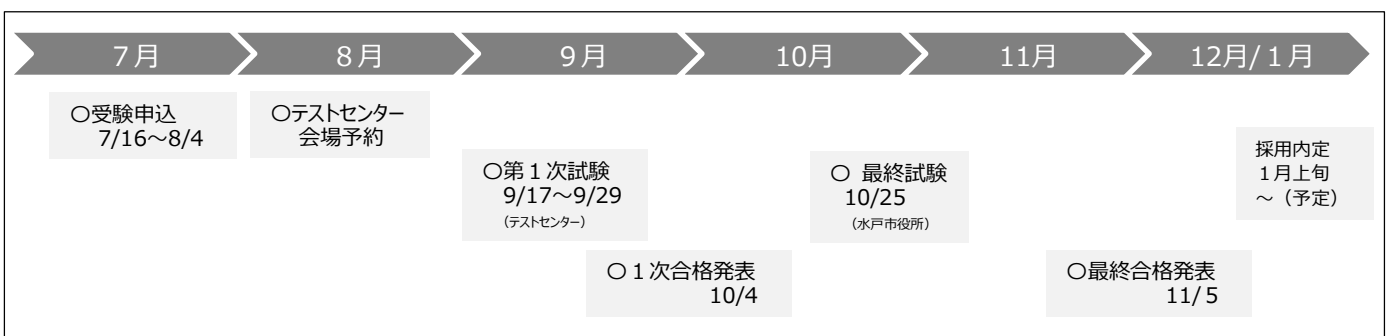 7月
8月
9月
10月
11月
12月/１月
〇受験申込
7/16～8/4
〇テストセンター
会場予約
〇第１次試験
9/17～9/29
（テストセンター）
〇１次合格発表
10/4
〇 最終試験
10/25
（水戸市役所）
〇最終合格発表
11/５
採用内定
１月上旬
～（予定）